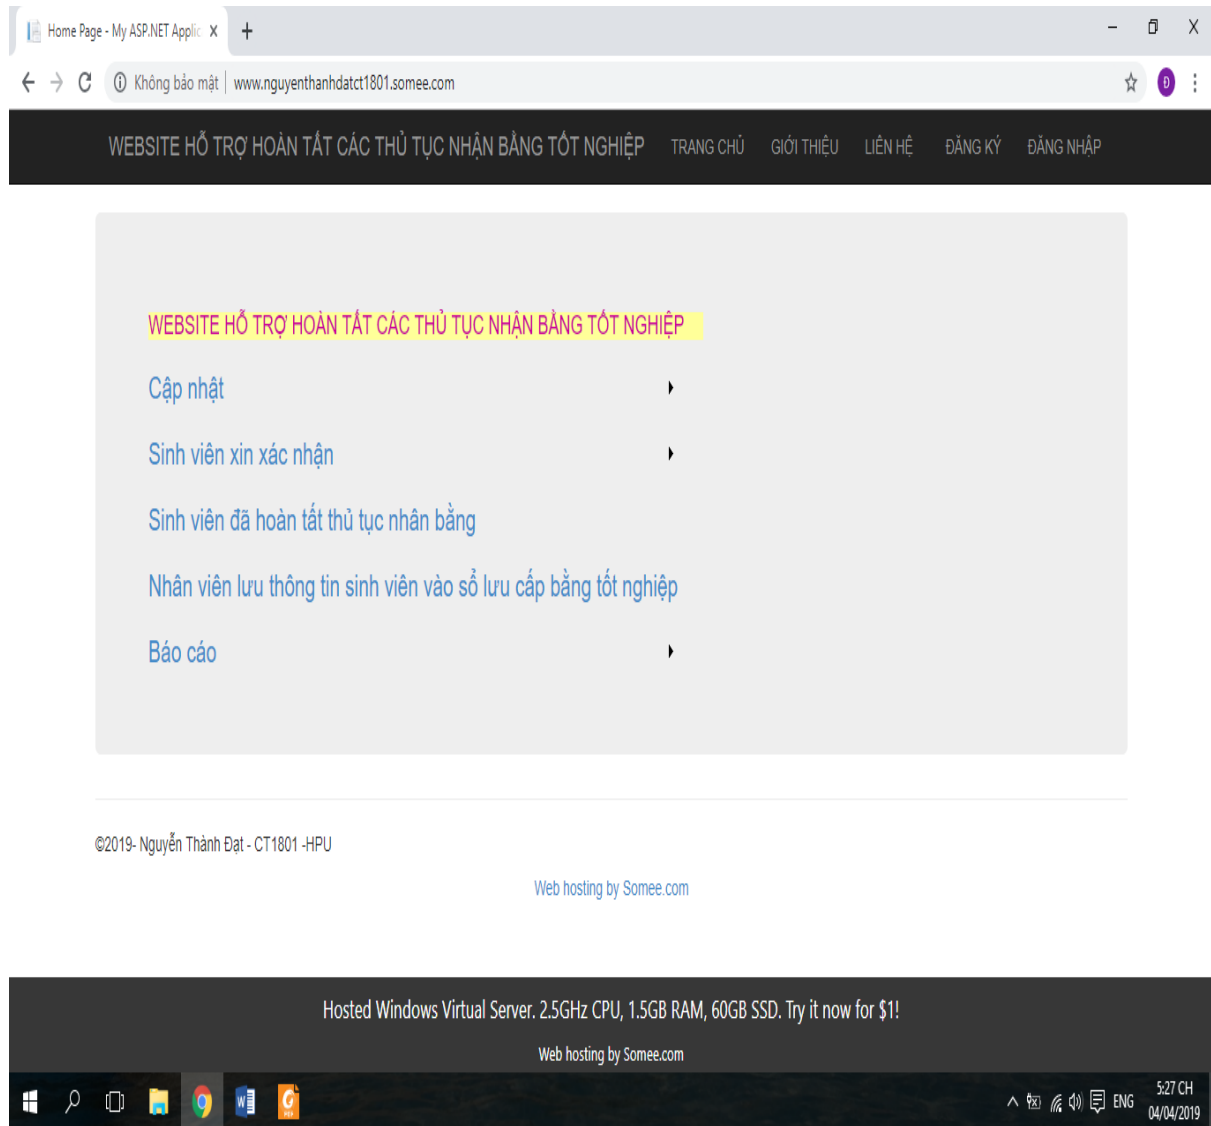 Home Page - My ASP.NET Applic
Không bảo mật | www.nguyenthanhdatct1801.somee.com
WEBSITE HỖ TRỢ HOÀN TẤT CÁC THỦ TỤC NHẬN BẰNG TỐT NGHIỆP TRANG CHỦ GIỚI THIỆU LIÊN HỆ ĐĂNG KÝ ĐĂNG NHẬP
WEBSITE HỖ TRỢ HOÀN TẤT CÁC THỦ TỤC NHẬN BẰNG TỐT NGHIỆP
Cập nhật
Sinh viên xin xác nhận
Sinh viên đã hoàn tất thủ tục nhân bằng
Nhân viên lưu thông tin sinh viên vào sổ lưu cấp bằng tốt nghiệp
Báo cáo
©2019- Nguyễn Thành Đạt - CT1801 -HPU
Web hosting by Somee.com
Hosted Windows Virtual Server. 2.5GHz CPU, 1.5GB RAM, 60GB SSD. Try it now for $1!
Web hosting by Somee.com
ENG
5:27 CH
04/04/2019